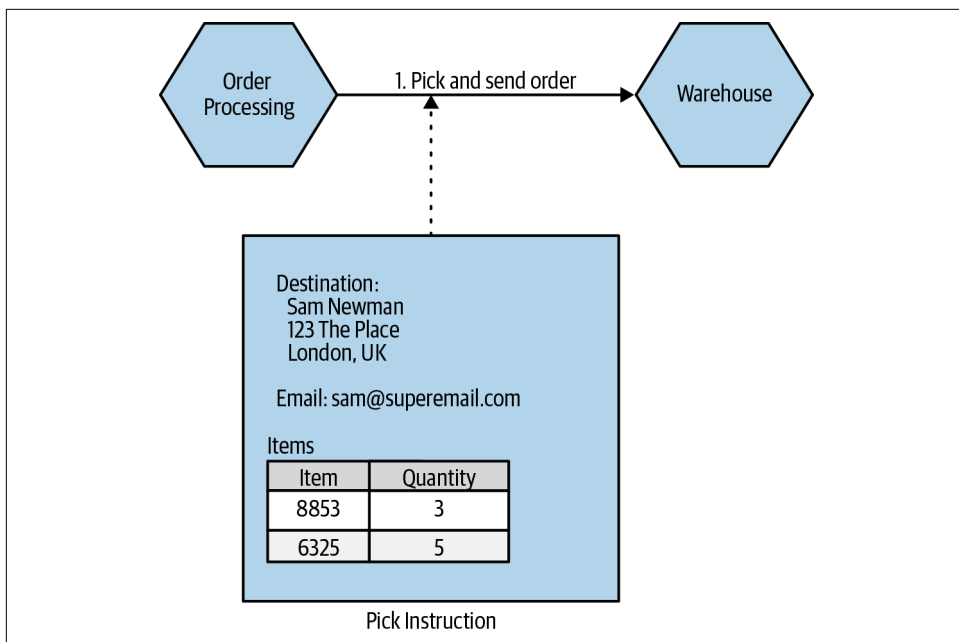 Order
Processing
1. Pick and send order
Warehouse
Destination:
Sam Newman
123 The Place
London, UK
Email: sam@superemail.com
Items
Item Quantity
8853 3
6325 5
Pick Instruction